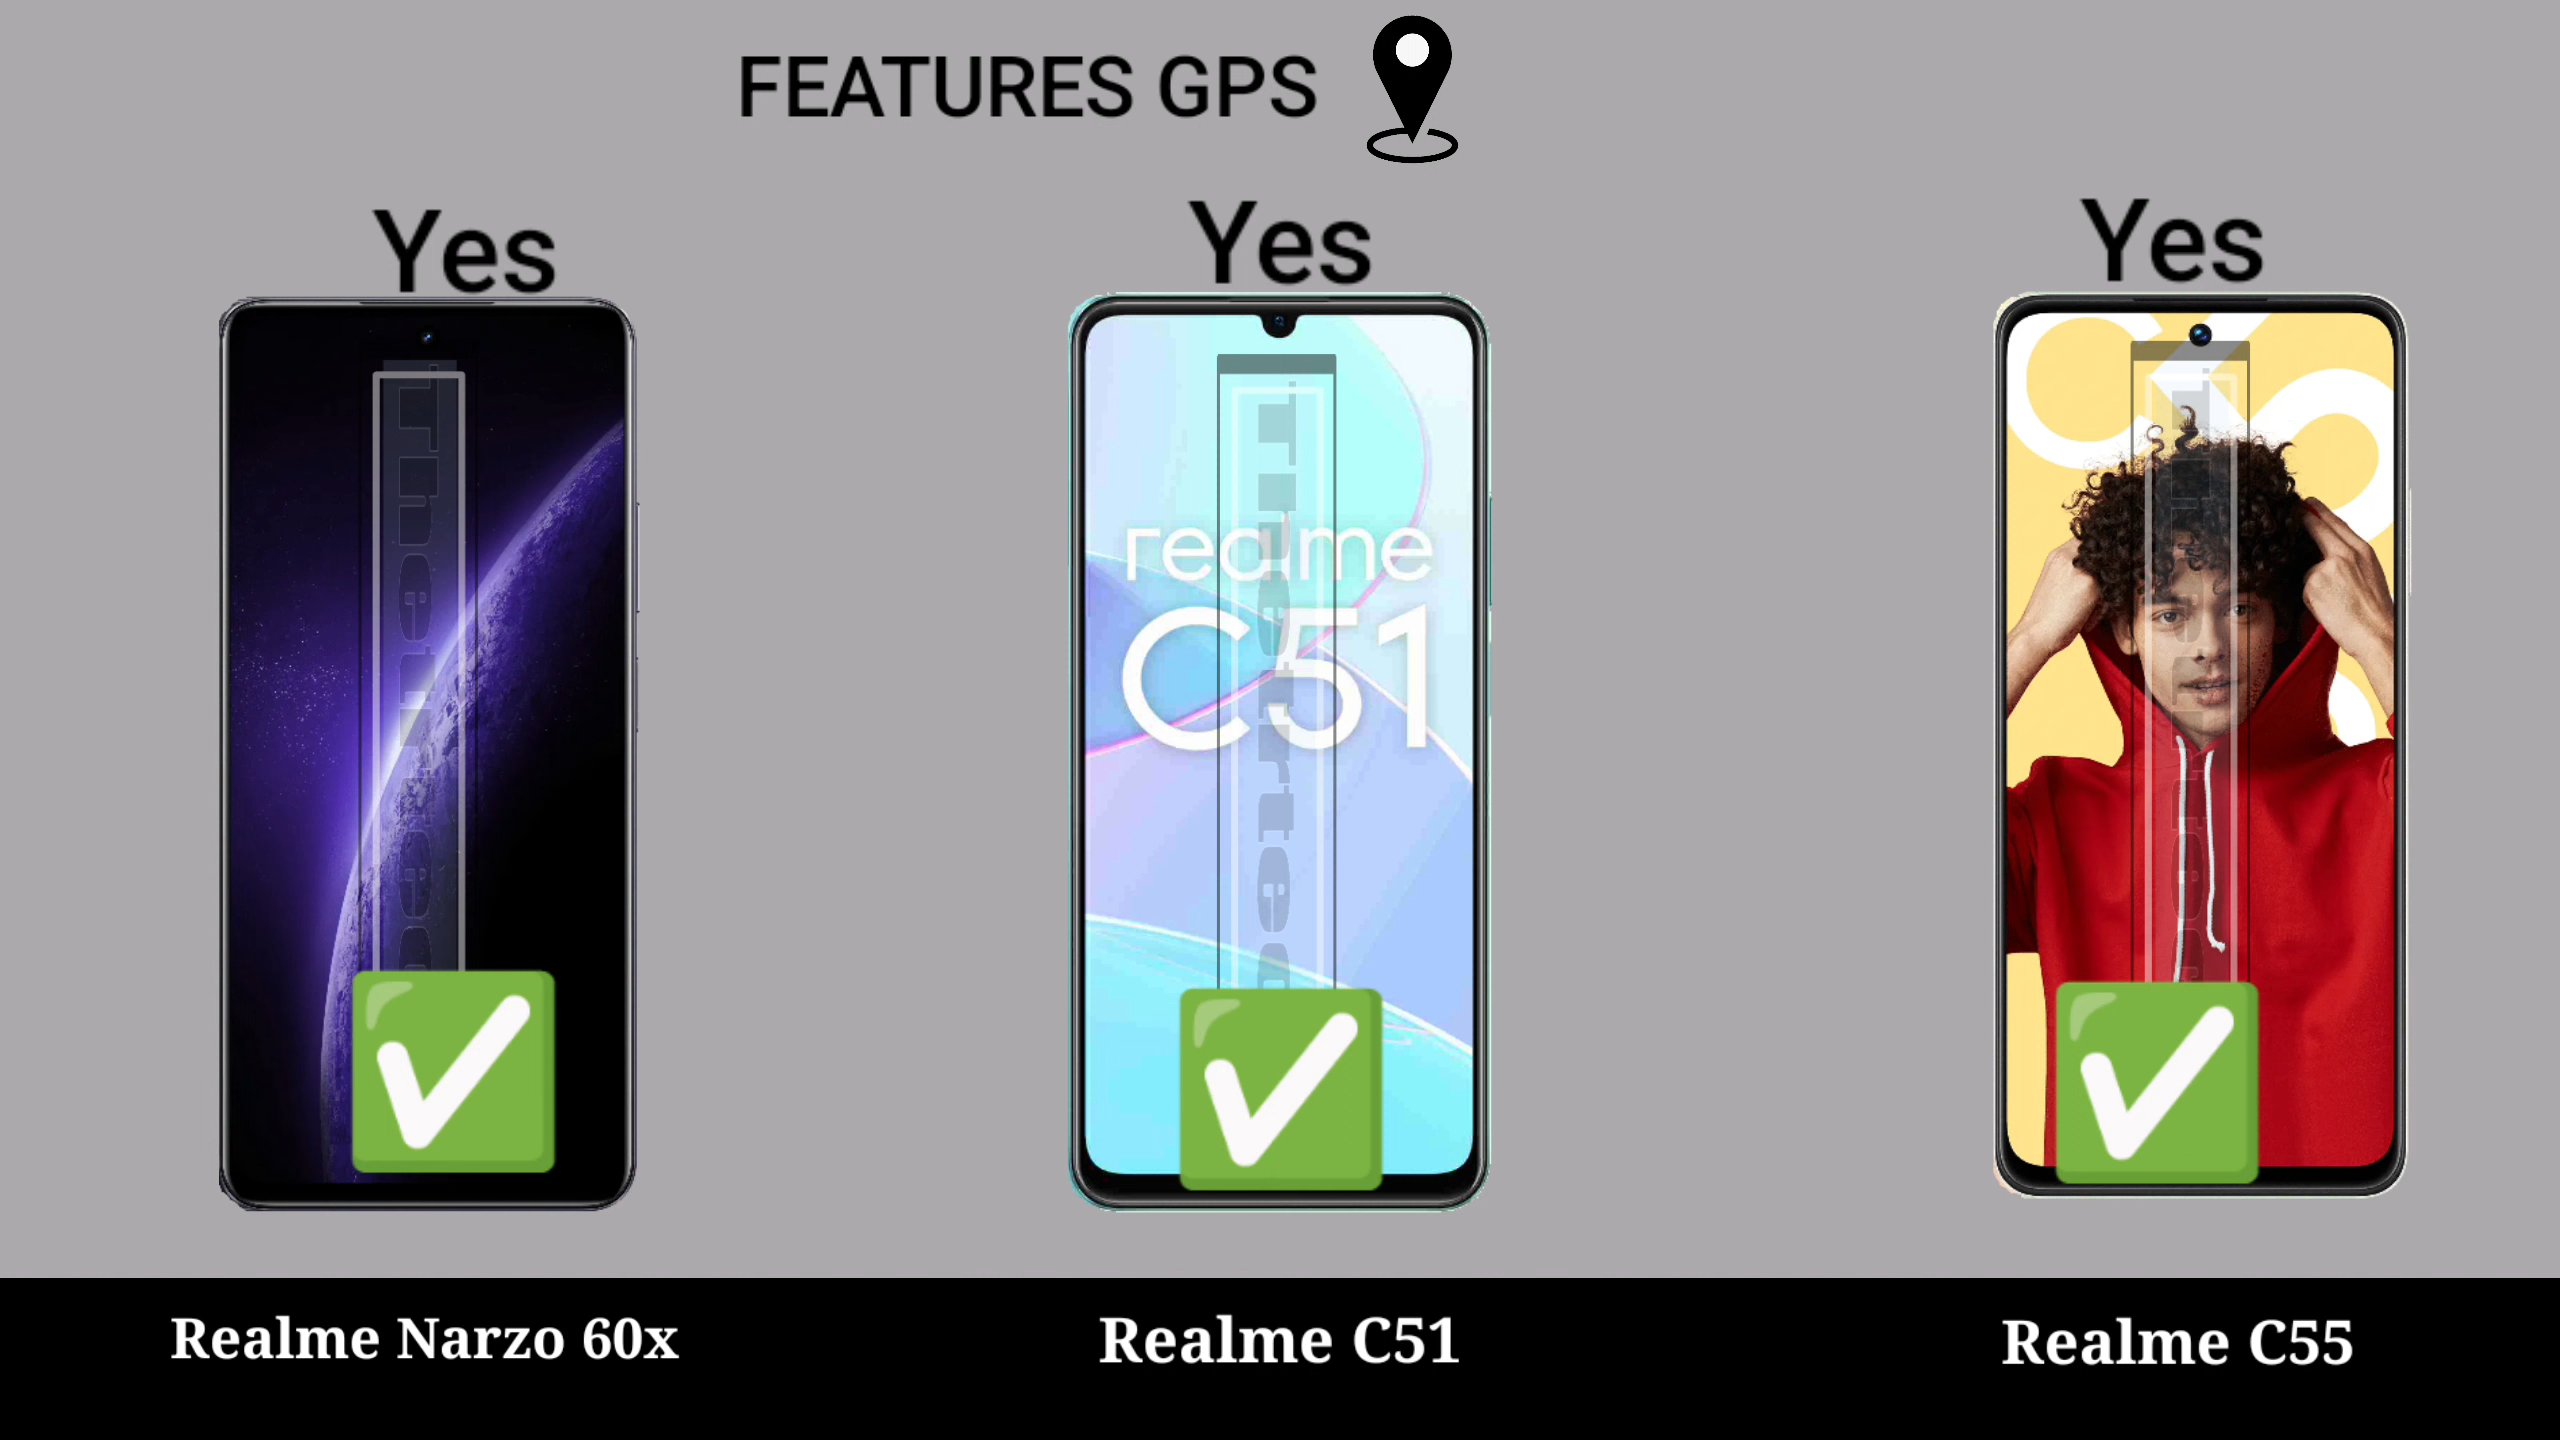 FEATURES GPS
Yes
Yes
Yes
realme
C51
Realme Narzo 60x
Realme C51
Realme C55